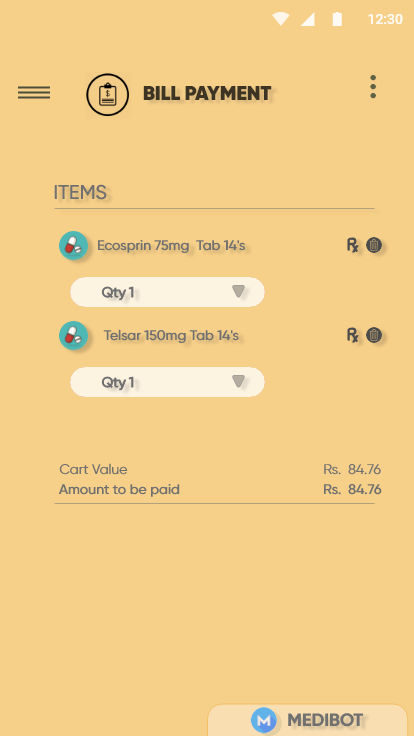 12:30
BILL PAYMENT
ITEMS
Ecosprin 75mg Tab 14's
Rx
Qty 1
Telsar 150mg Tab 14's
Rx
Qty 1
Cart Value Rs. 84.76
Amount to be paid Rs. 84.76
M MEDIBOT